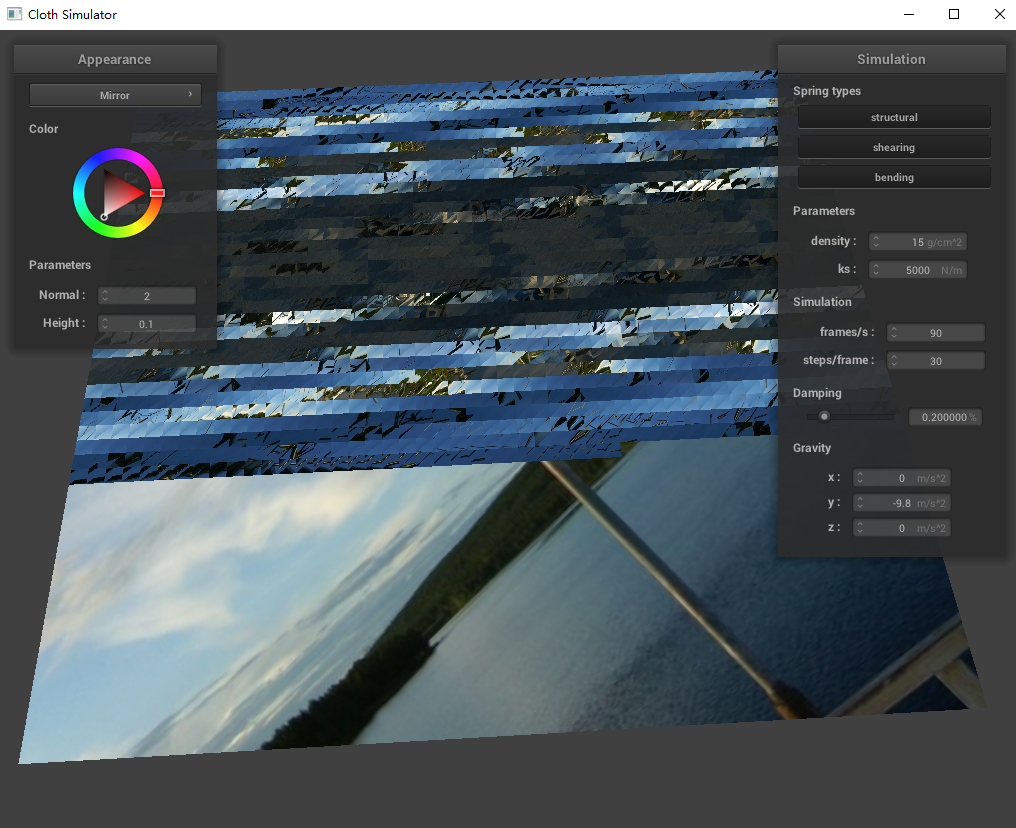 Cloth Simulator
Appearance
Mirror
Color
Parameters
Normal : 2
Height : 0.1
Simulation
Spring types
structural
shearing
bending
Parameters
density : 15 g/cm^2
ks : 5000 N/m
Simulation
frames/s : 90
steps/frame : 30
Damping
0.200000 %
Gravity
x : 0 m/s^2
y : -9.8 m/s^2
z : 0 m/s^2